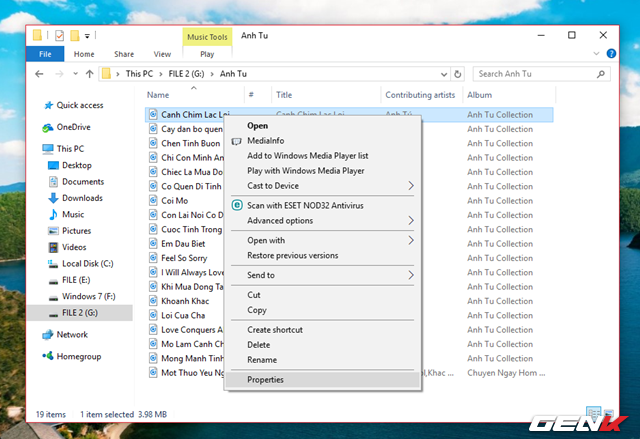 Music Tools
Anh Tu
File Home Share View Play
This PC FILE 2 (G:) Anh Tu
Search Anh Tu
Name # Title Contributing artists Album
Quick access
OneDrive
This PC
Desktop
Documents
Downloads
Music
Pictures
Videos
Local Disk (C:)
FILE (E:)
Windows 7 (F:)
FILE 2 (G:)
Network
Homegroup
Canh Chim Lac Loi Canh Chim Lac Loi Anh Tú Anh Tu Collection
Cay dan bo quen Anh Tu Collection
Chen Tinh Buon Anh Tu Collection
Chi Con Minh An Anh Tu Collection
Chiec La Mua Do Anh Tu Collection
Co Quen Di Tinh Anh Tu Collection
Coi Mo Anh Tu Collection
Con Lai Noi Co D Anh Tu Collection
Cuoc Tinh Trong Anh Tu Collection
Em Dau Biet Anh Tu Collection
Feel So Sorry Anh Tu Collection
I Will Always Love Anh Tu Collection
Khi Mua Dong Ta Anh Tu Collection
Khoanh Khac Anh Tu Collection
Loi Cua Cha Anh Tu Collection
Love Conquers A Anh Tu Collection
Mo Lam Canh Ch Anh Tu Collection
Mong Manh Tinh Anh Tu Collection
Mot Thuo Yeu Ng el,Khac ... Chuyen Ngay Hom ...
Open
MediaInfo
Add to Windows Media Player list
Play with Windows Media Player
Cast to Device
Scan with ESET NOD32 Antivirus
Advanced options
Open with
Restore previous versions
Send to
Cut
Copy
Create shortcut
Delete
Rename
Properties
19 items 1 item selected 3.98 MB
GENK